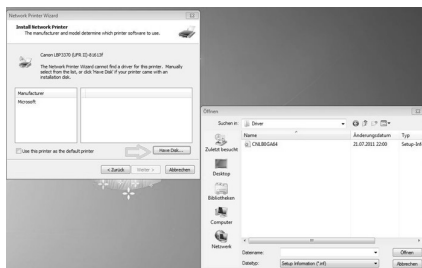 Network Printer Wizard
Install Network Printer
The manufacturer and model determine which printer software to use.
Canon LBP3370 (UFR II)-81613F
The Network Printer Wizard cannot find a driver for this printer. Manually
select from the list, or click 'Have Disk' if your printer came with an
installation disk.
Manufacturer
Microsoft
Use this printer as the default printer
Have Disk...
< Zurück
Weiter >
Abbrechen
Öffnen
Suchen in:
Driver
Name
Änderungsdatum
Typ
CNLB0GA64
21.07.2011 22:00
Setup-Inf
Zuletzt besucht
Desktop
Bibliotheken
Computer
Netzwerk
Dateiname:
Öffnen
Dateityp:
Setup Information (*.inf)
Abbrechen